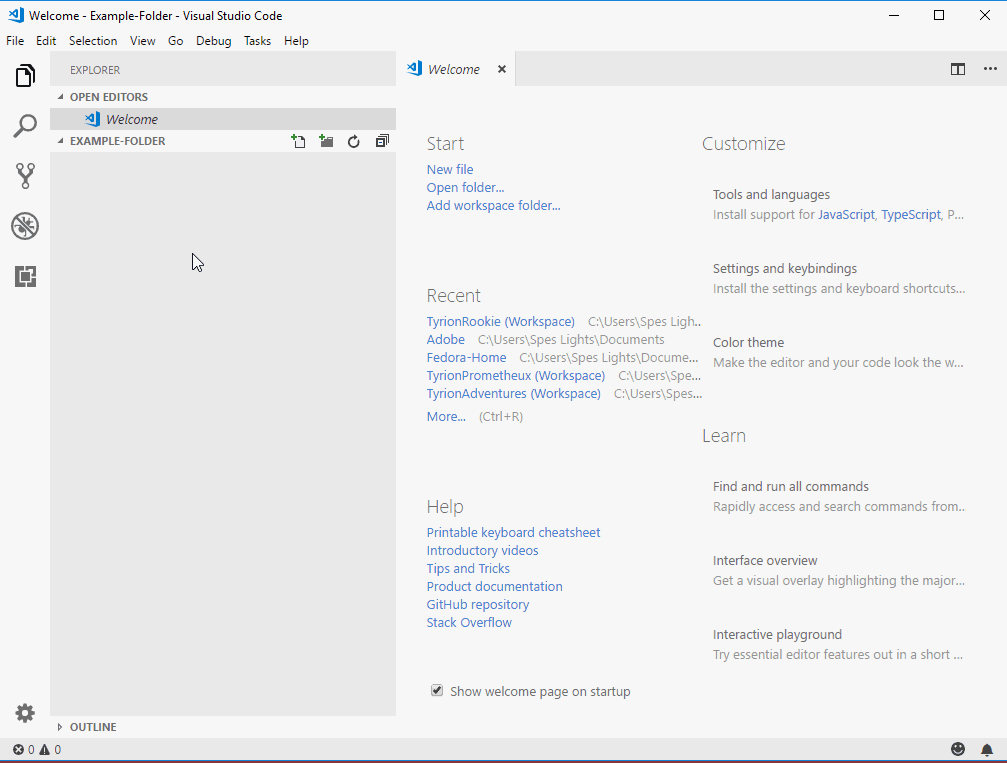 Welcome - Example-Folder - Visual Studio Code
File Edit Selection View Go Debug Tasks Help
EXPLORER
OPEN EDITORS
Welcome
EXAMPLE-FOLDER
Welcome
Start
New file
Open folder...
Add workspace folder...
Recent
TyrionRookie (Workspace) C:\Users\Spes Ligh..
Adobe C:\Users\Spes Lights\Documents
Fedora-Home C:\Users\Spes Lights\Docume...
TyrionPrometheux (Workspace) C:\Users\Spe...
TyrionAdventures (Workspace) C:\Users\Spes...
More... (Ctrl+R)
Help
Printable keyboard cheatsheet
Introductory videos
Tips and Tricks
Product documentation
GitHub repository
Stack Overflow
Show welcome page on startup
Customize
Tools and languages
Install support for JavaScript, TypeScript, P...
Settings and keybindings
Install the settings and keyboard shortcuts...
Color theme
Make the editor and your code look the w...
Learn
Find and run all commands
Rapidly access and search commands from..
Interface overview
Get a visual overlay highlighting the major...
Interactive playground
Try essential editor features out in a short ...
OUTLINE
0 0